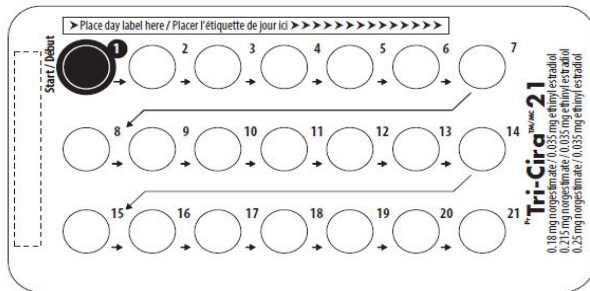 ➤ Place day label here / Placer l'étiquette de jour ici ➤➤➤➤➤➤➤➤➤➤➤➤➤➤
Start / Début
1 2 3 4 5 6 7
8 9 10 11 12 13 14
15 16 17 18 19 20 21
Pr Tri-Cira TM/MC 21
0.18 mg norgestimate / 0.035 mg ethinyl estradiol
0.215 mg norgestimate / 0.035 mg ethinyl estradiol
0.25 mg norgestimate / 0.035 mg ethinyl estradiol